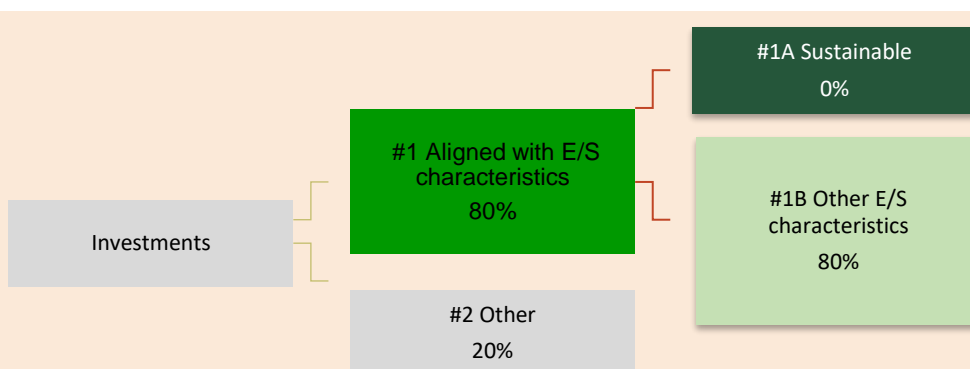 #1A Sustainable
0%
#1 Aligned with E/S
characteristics
80%
#1B Other E/S
characteristics
80%
Investments
#2 Other
20%